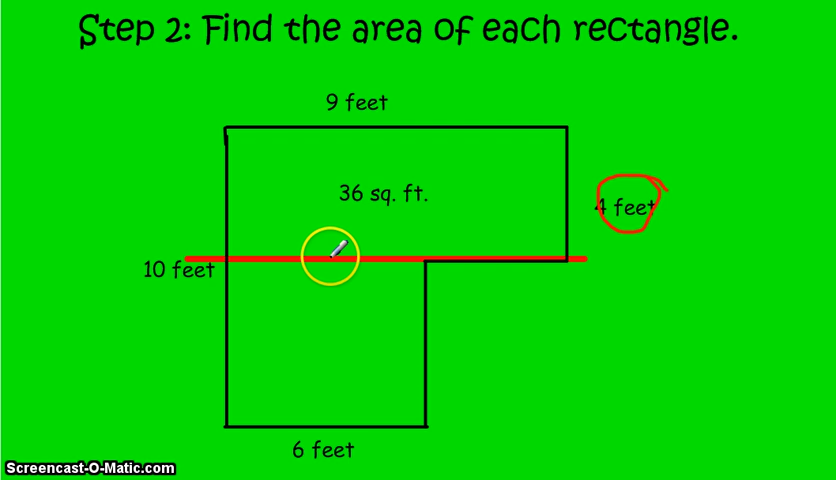 Step 2: Find the area of each rectangle.
9 feet
36 sq. ft.
4 feet
10 feet
6 feet
Screencast-O-Matic.com